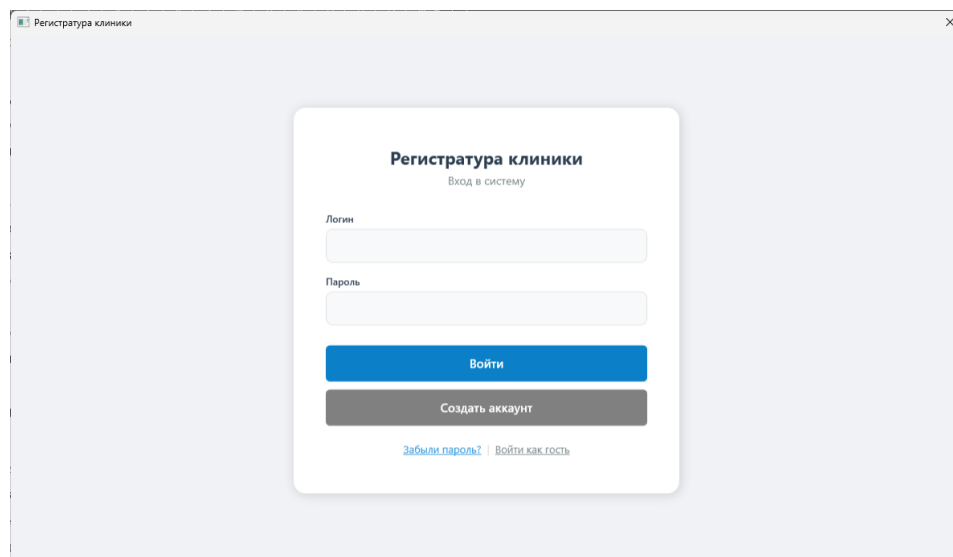 Регистратура клиники
Регистратура клиники
Вход в систему
Логин
Пароль
Войти
Создать аккаунт
Забыли пароль? | Войти как гость